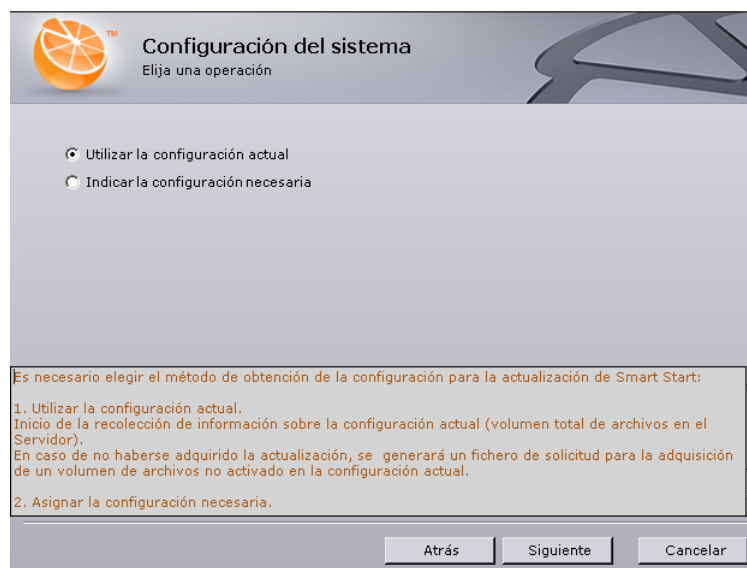 TM
Configuración del sistema
Elija una operación
Utilizar la configuración actual
Indicar la configuración necesaria
Es necesario elegir el método de obtención de la configuración para la actualización de Smart Start:
1. Utilizar la configuración actual.
Inicio de la recolección de información sobre la configuración actual (volumen total de archivos en el
Servidor).
En caso de no haberse adquirido la actualización, se generará un fichero de solicitud para la adquisición
de un volumen de archivos no activado en la configuración actual.
2. Asignar la configuración necesaria.
Atrás
Siguiente
Cancelar